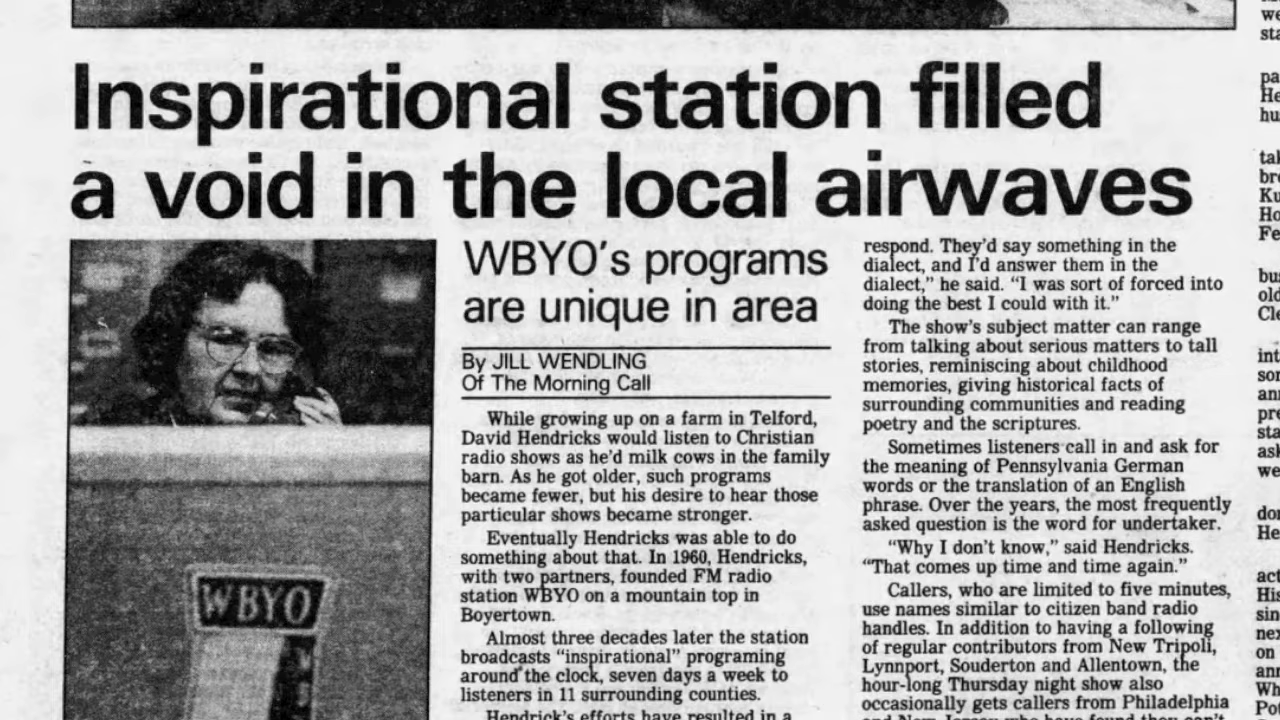 Inspirational station filled
a void in the local airwaves
WBYO's programs
are unique in area
By JILL WENDLING
Of The Morning Call
While growing up on a farm in Telford,
David Hendricks would listen to Christian
radio shows as he'd milk cows in the family
barn. As he got older, such programs
became fewer, but his desire to hear those
particular shows became stronger.
Eventually Hendricks was able to do
something about that. In 1960, Hendricks,
with two partners, founded FM radio
station WBYO on a mountain top in
Boyertown.
Almost three decades later the station
broadcasts “inspirational” programing
around the clock, seven days a week to
listeners in 11 surrounding counties.
Hendrick's efforts have resulted in a
respond. They'd say something in the
dialect, and I'd answer them in the
dialect,” he said. “I was sort of forced into
doing the best I could with it.”
The show's subject matter can range
from talking about serious matters to tall
stories, reminiscing about childhood
memories, giving historical facts of
surrounding communities and reading
poetry and the scriptures.
Sometimes listeners call in and ask for
the meaning of Pennsylvania German
words or the translation of an English
phrase. Over the years, the most frequently
asked question is the word for undertaker.
“Why I don't know,” said Hendricks.
“That comes up time and time again.”
Callers, who are limited to five minutes,
use names similar to citizen band radio
handles. In addition to having a following
of regular contributors from New Tripoli,
Lynnport, Souderton and Allentown, the
hour-long Thursday night show also
occasionally gets callers from Philadelphia
and New Jersey who have found they can't
WBYO